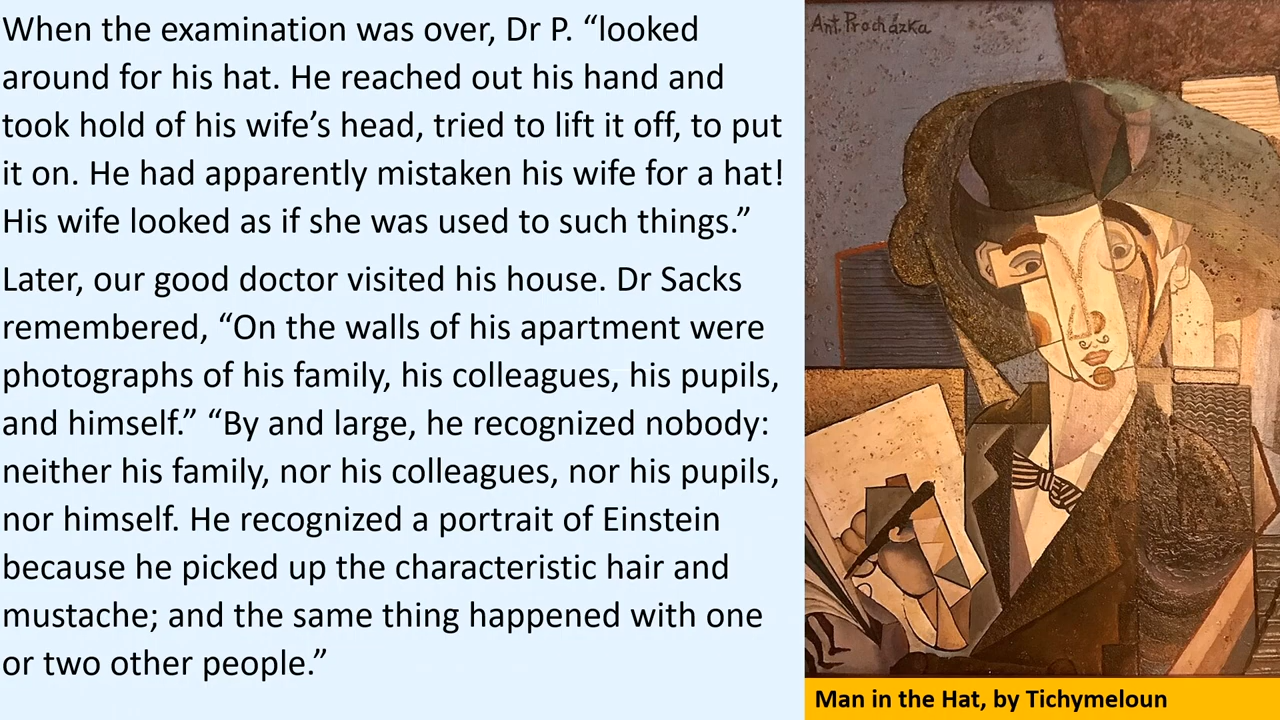 When the examination was over, Dr P. “looked
around for his hat. He reached out his hand and
took hold of his wife’s head, tried to lift it off, to put
it on. He had apparently mistaken his wife for a hat!
His wife looked as if she was used to such things.”
Later, our good doctor visited his house. Dr Sacks
remembered, “On the walls of his apartment were
photographs of his family, his colleagues, his pupils,
and himself.” “By and large, he recognized nobody:
neither his family, nor his colleagues, nor his pupils,
nor himself. He recognized a portrait of Einstein
because he picked up the characteristic hair and
mustache; and the same thing happened with one
or two other people.”
Ant. Procházka
Man in the Hat, by Tichymeloun